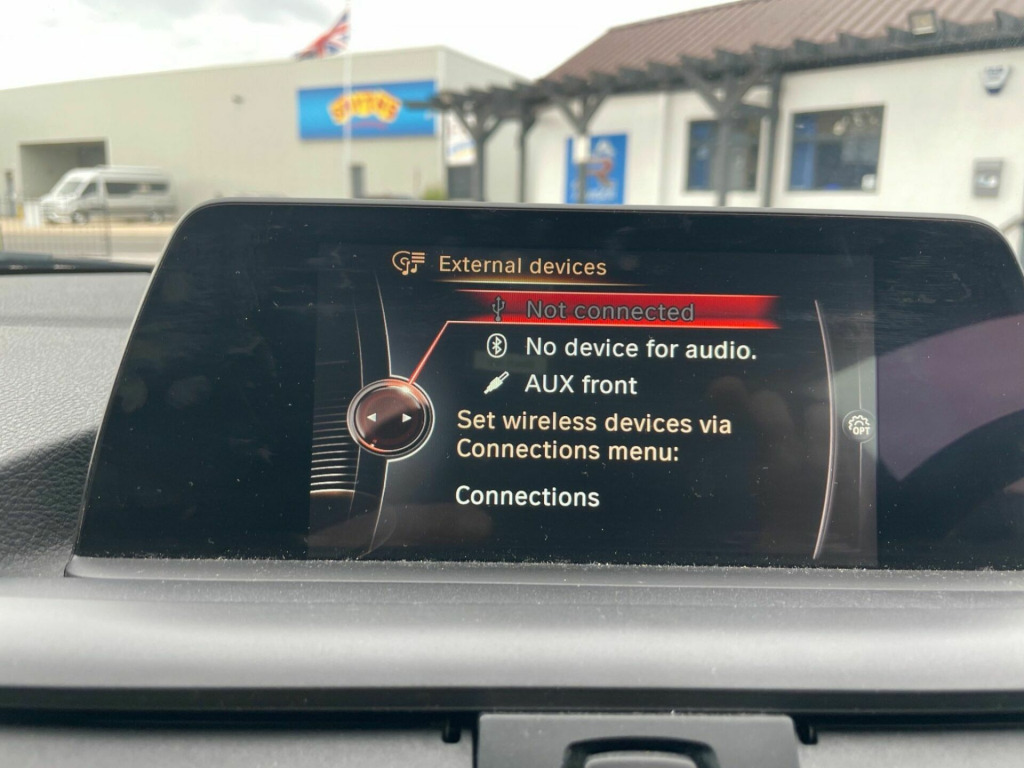 External devices
Not connected
No device for audio.
AUX front
Set wireless devices via
Connections menu:
Connections
OPT